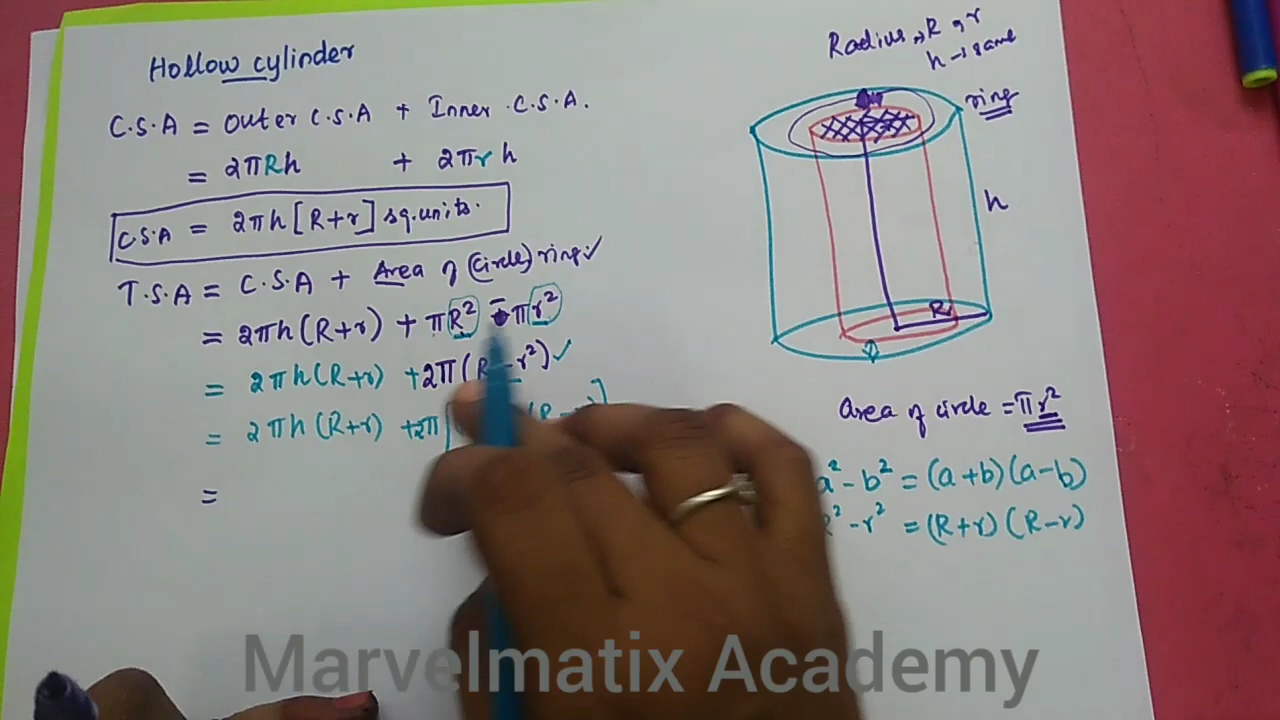 Hollow cylinder
C.S.A = Outer C.S.A + Inner C.S.A.
= 2πRh + 2πrh
C.S.A = 2πh[R+r] sq.units.
T.S.A = C.S.A + Area of (circle) ring ✓
= 2πh(R+r) + πR² - πr²
= 2πh(R+r) +2π(R - r²) ✓
= 2πh(R+r) +2π[ (R - ]
=
Radius → R, r
h → same
ring
h
R
Area of circle = πr²
a² - b² = (a+b)(a-b)
² - r² = (R+r)(R-r)
Marvelmatix Academy